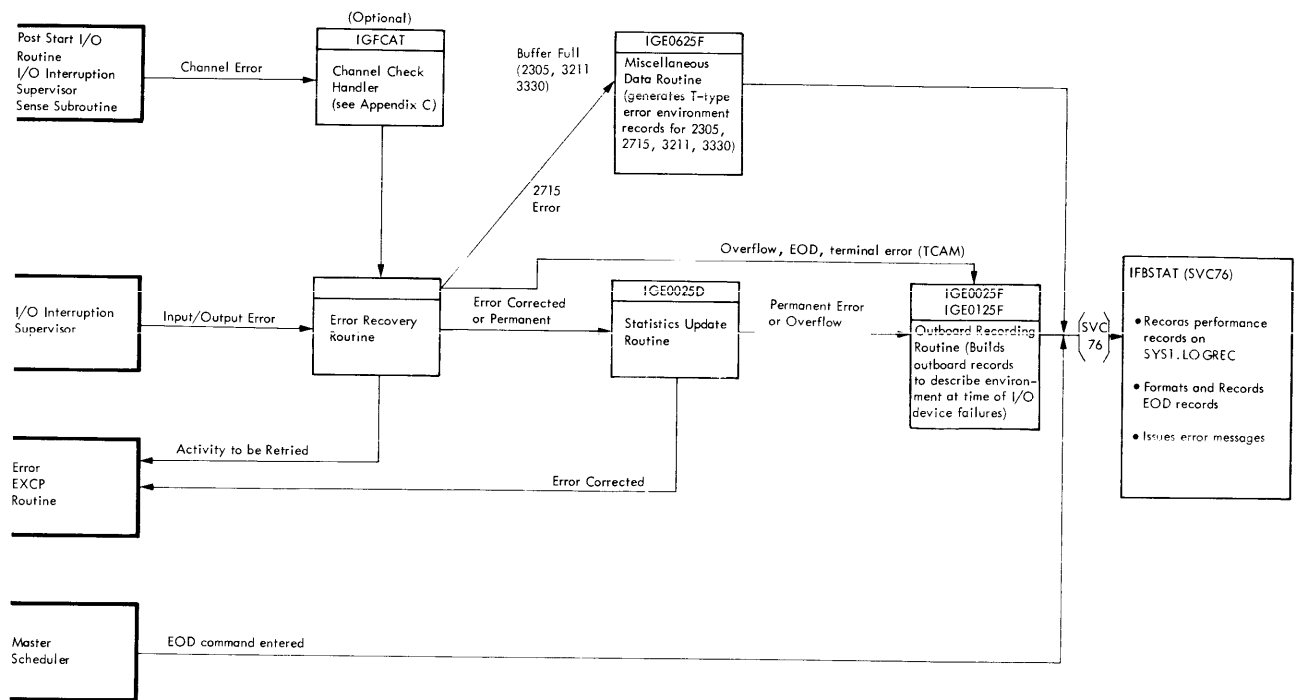 Post Start I/O
Routine
I/O Interruption
Supervisor
Sense Subroutine
Channel Error
(Optional)
IGFCAT
Channel Check
Handler
(see Appendix C)
Buffer Full
(2305, 3211
3330)
IGE0625F
Miscellaneous
Data Routine
(generates T-type
error environment
records for 2305,
2715, 3211, 3330)
2715
Error
Overflow, EOD, terminal error (TCAM)
I/O Interruption
Supervisor
Input/Output Error
Error Recovery
Routine
Error Corrected
or Permanent
IGE0025D
Statistics Update
Routine
Permanent Error
or Overflow
IGE0025F
IGE0125F
Outboard Recording
Routine (Builds
outboard records
to describe environ-
ment at time of I/O
device failures)
(SVC
76)
IFBSTAT (SVC76)
• Records performance
records on
SYS1.LOGREC
• Formats and Records
EOD records
• Issues error messages
Activity to be Retried
Error
EXCP
Routine
Error Corrected
Master
Scheduler
EOD command entered